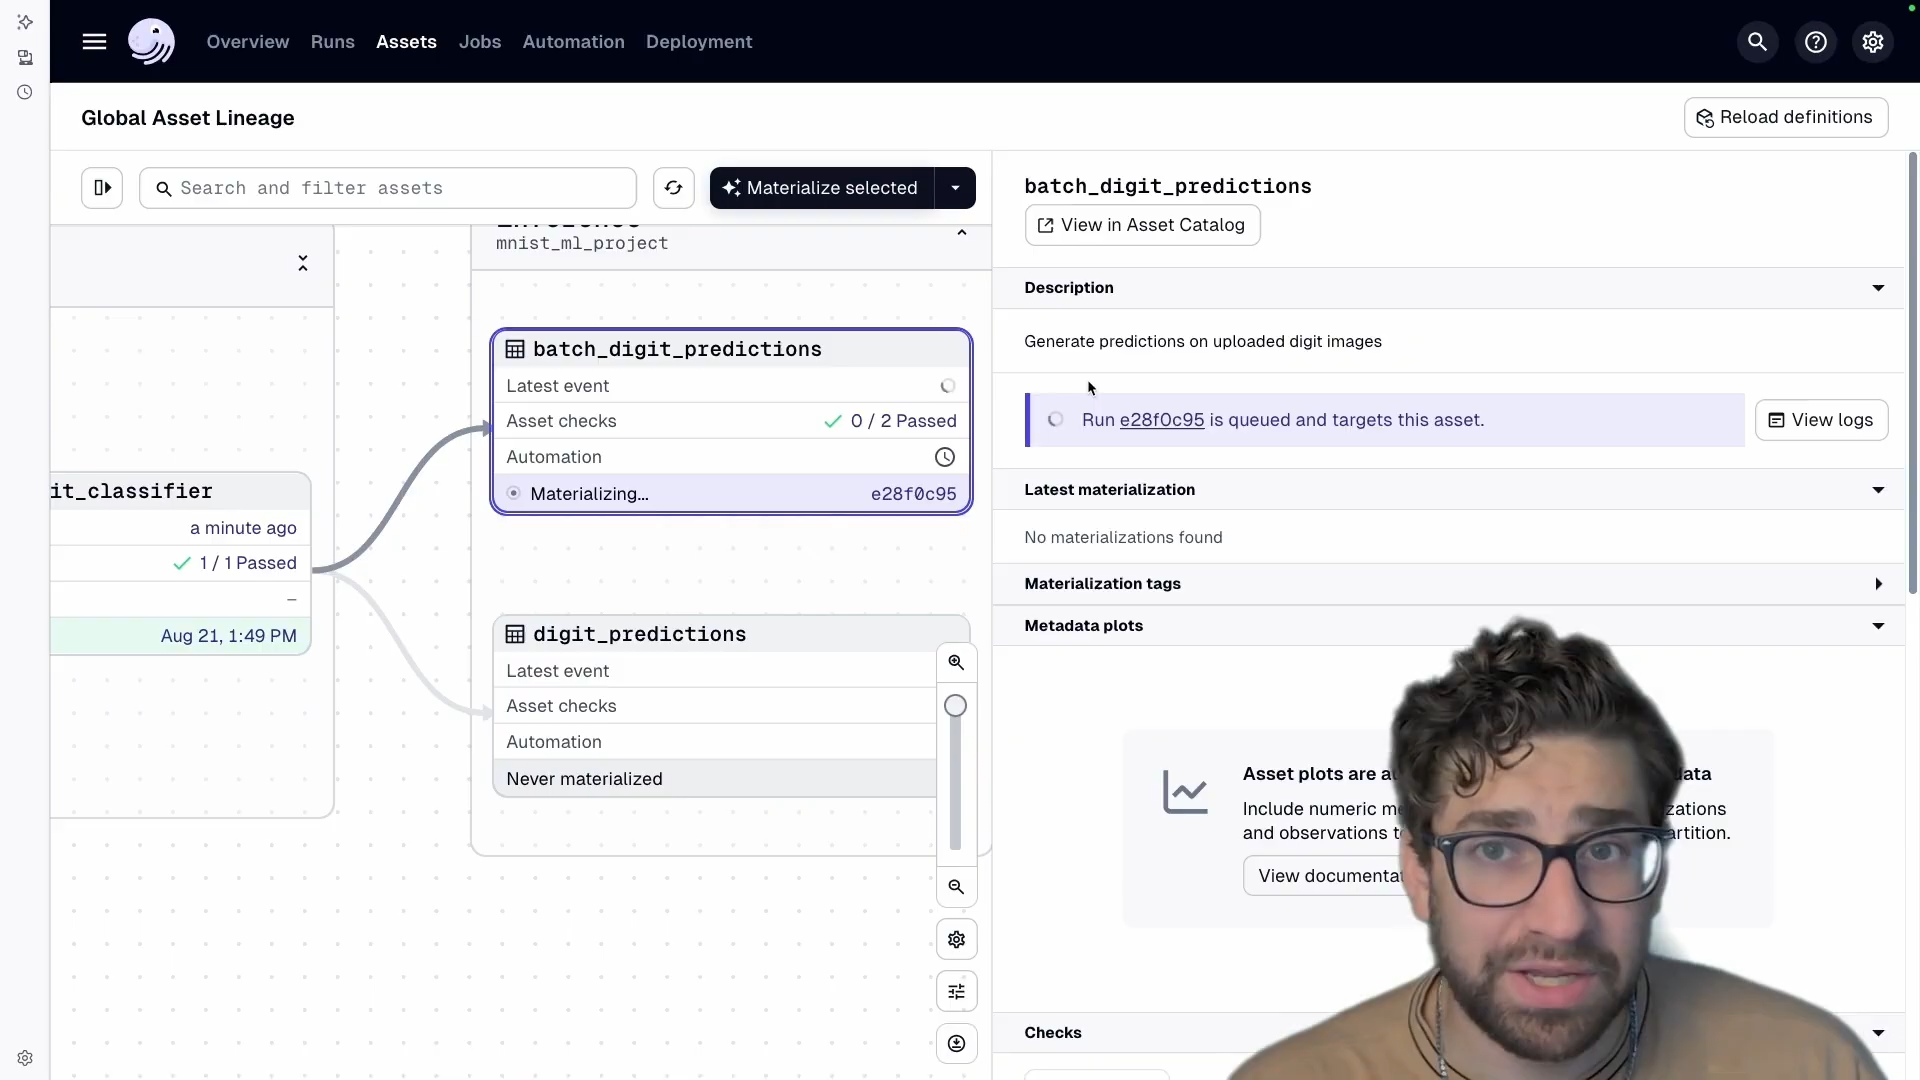 Overview Runs Assets Jobs Automation Deployment
Global Asset Lineage
Reload definitions
Search and filter assets
Materialize selected
mnist_ml_project
batch_digit_predictions
Latest event
Asset checks
0 / 2 Passed
Automation
Materializing...
e28f0c95
it_classifier
a minute ago
1 / 1 Passed
–
Aug 21, 1:49 PM
digit_predictions
Latest event
Asset checks
Automation
Never materialized
batch_digit_predictions
View in Asset Catalog
Description
Generate predictions on uploaded digit images
Run e28f0c95 is queued and targets this asset.
View logs
Latest materialization
No materializations found
Materialization tags
Metadata plots
Asset plots are
Include numeric
and observations
View
Checks